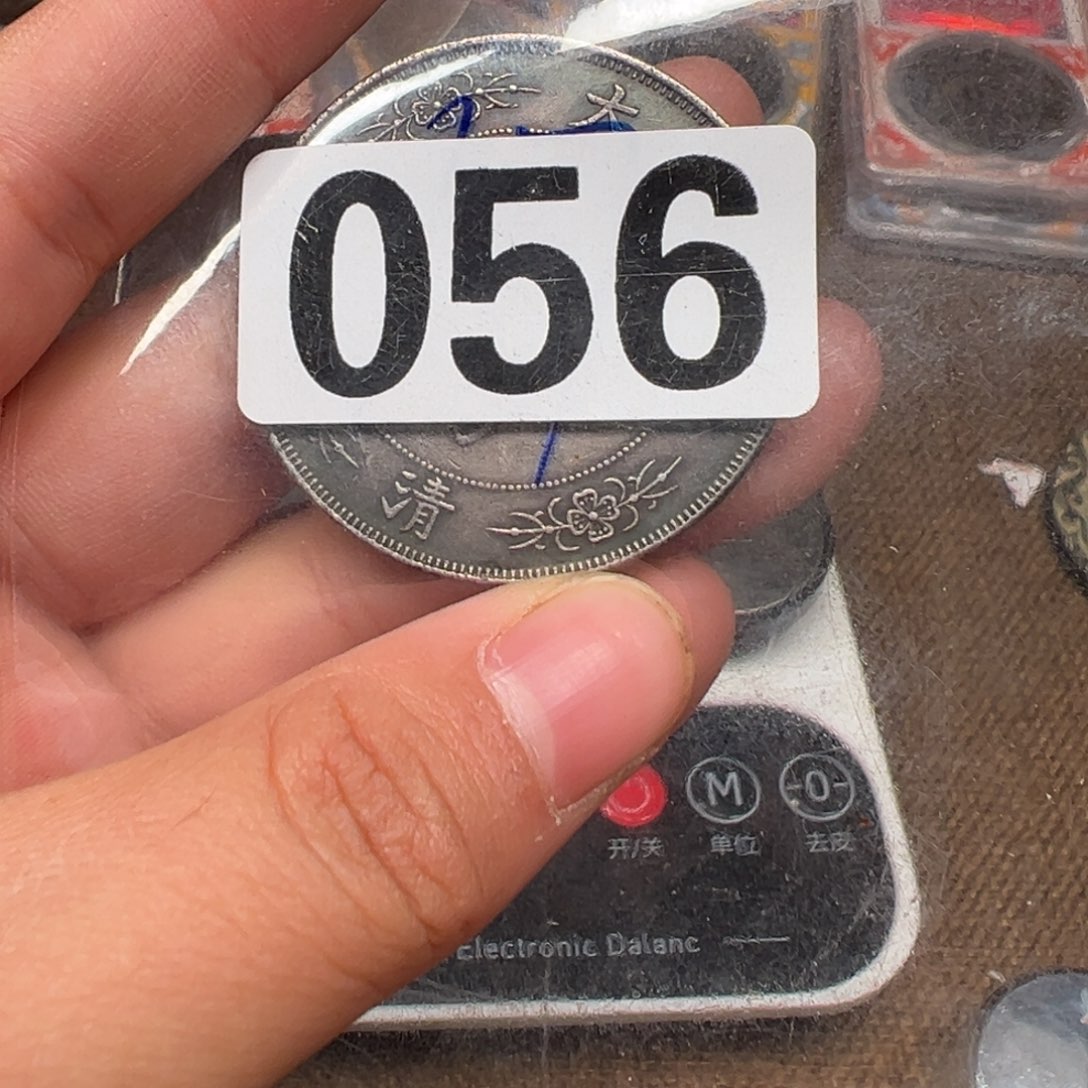 大
056
清
M -0-
开/关 单位 去皮
Electronic Dalanc